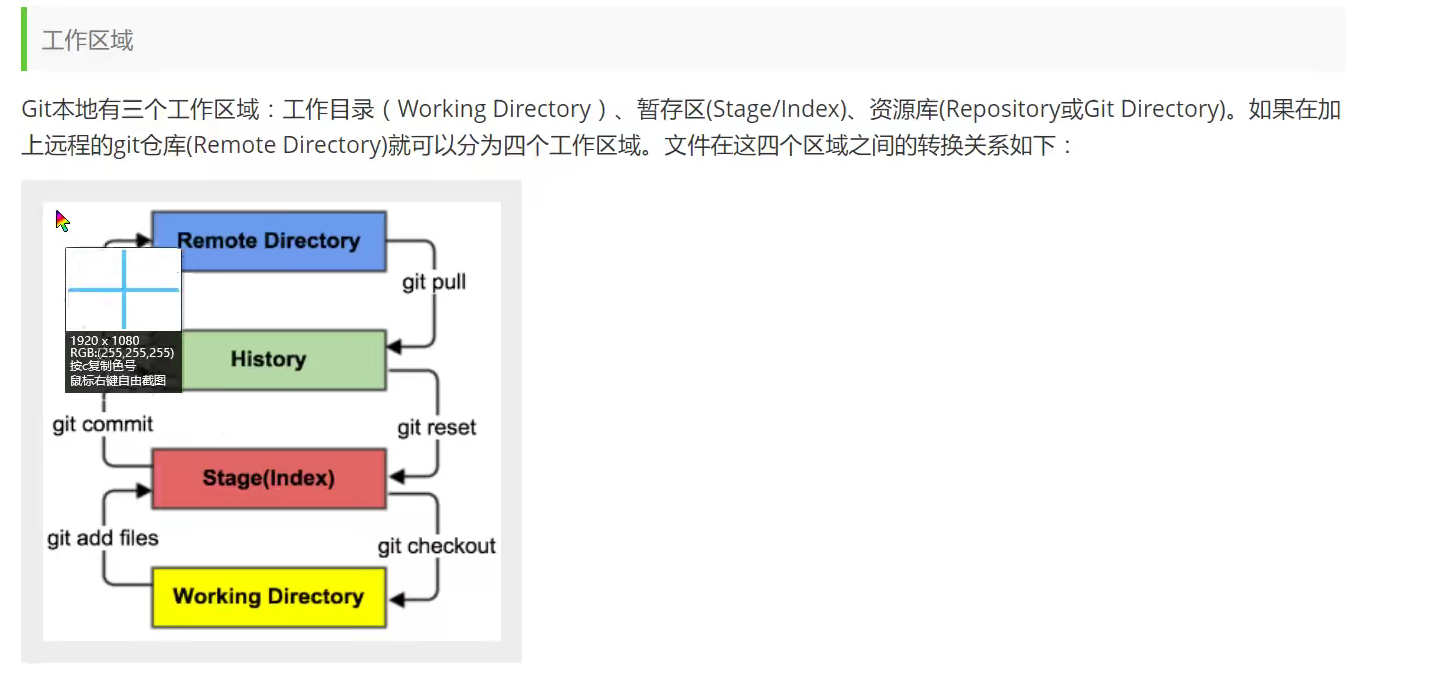 工作区域
Git本地有三个工作区域：工作目录（Working Directory）、暂存区(Stage/Index)、资源库(Repository或Git Directory)。如果在加
上远程的git仓库(Remote Directory)就可以分为四个工作区域。文件在这四个区域之间的转换关系如下：
Remote Directory
git pull
1920 x 1080
RGB:(255,255,255)
按c复制色号
鼠标右键自由截图
History
git commit
git reset
Stage(Index)
git add files
git checkout
Working Directory